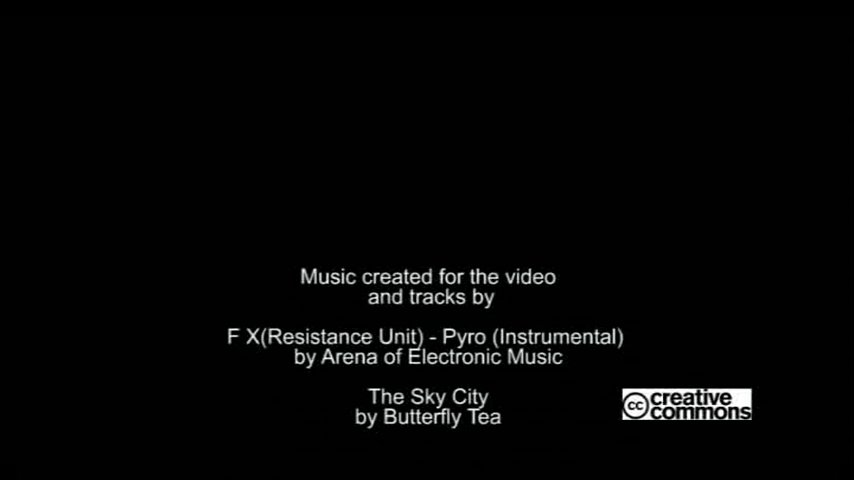 Music created for the video
and tracks by
F X(Resistance Unit) - Pyro (Instrumental)
by Arena of Electronic Music
The Sky City
by Butterfly Tea
cc creative
commons